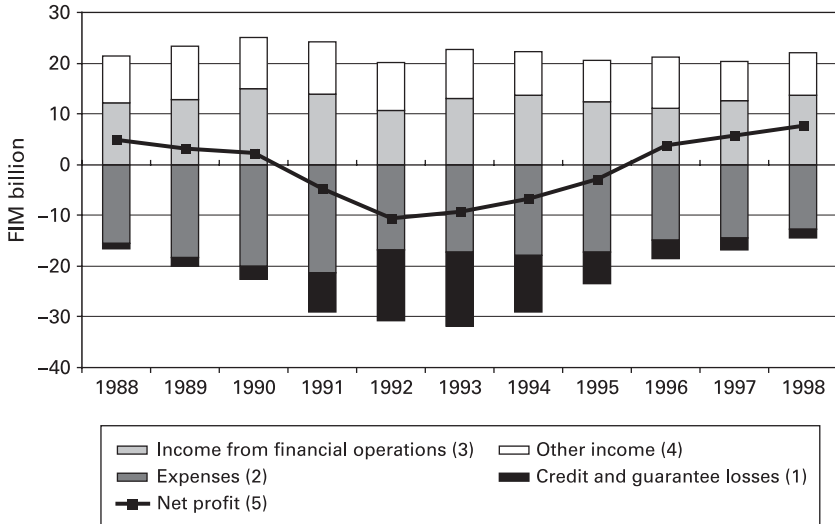 30
20
10
0
−10
−20
−30
−40
FIM billion
1988 1989 1990 1991 1992 1993 1994 1995 1996 1997 1998
Income from financial operations (3) Other income (4)
Expenses (2) Credit and guarantee losses (1)
Net profit (5)